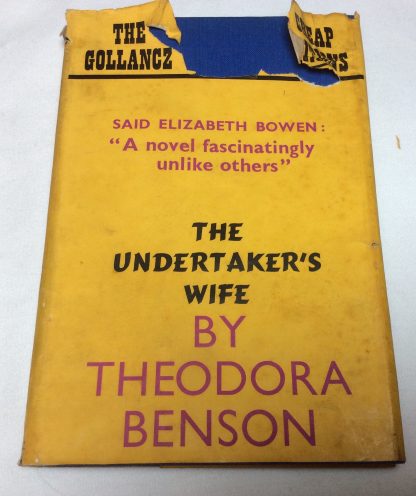 THE
GOLLANCZ
SAID ELIZABETH BOWEN:
"A novel fascinatingly
unlike others"
THE
UNDERTAKER'S
WIFE
BY
THEODORA
BENSON